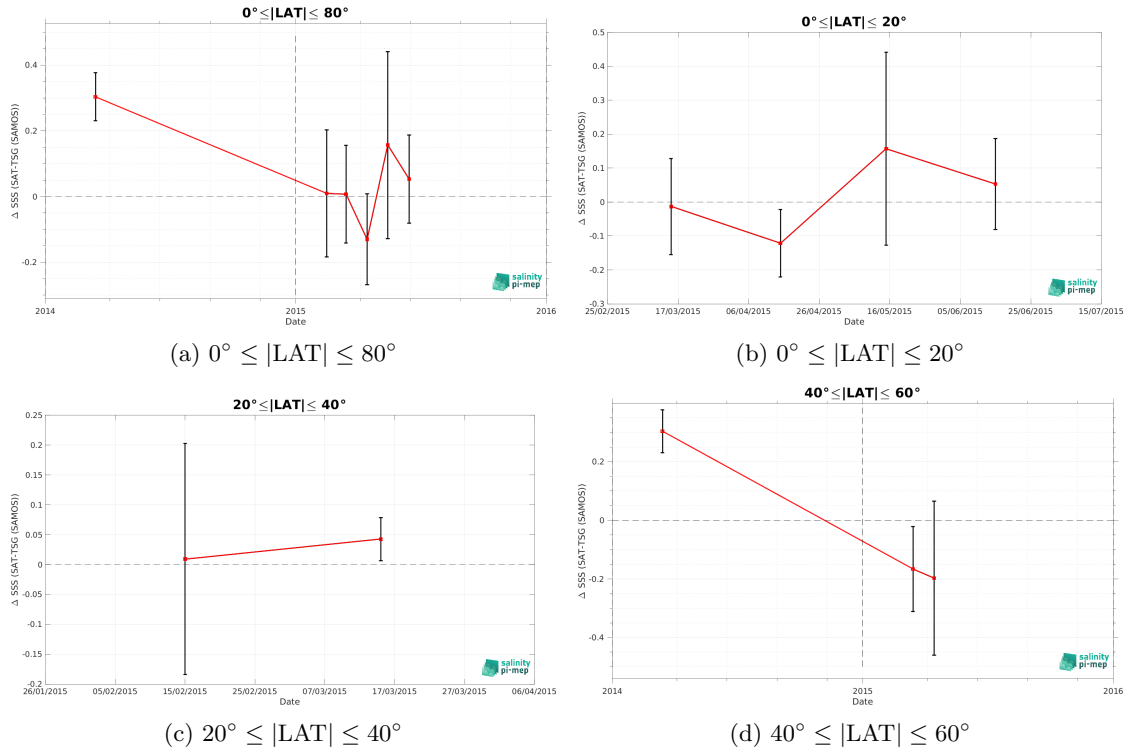 0°≤|LAT|≤ 80°
Δ SSS (SAT-TSG (SAMOS))
0.4
0.2
0
-0.2
2014
2015
2016
Date
salinity
pi-mep
(a) 0° ≤ |LAT| ≤ 80°
0°≤|LAT|≤ 20°
Δ SSS (SAT-TSG (SAMOS))
0.5
0.4
0.3
0.2
0.1
0
-0.1
-0.2
-0.3
25/02/2015
17/03/2015
06/04/2015
26/04/2015
16/05/2015
05/06/2015
25/06/2015
15/07/2015
Date
salinity
pi-mep
(b) 0° ≤ |LAT| ≤ 20°
20°≤|LAT|≤ 40°
Δ SSS (SAT-TSG (SAMOS))
0.25
0.2
0.15
0.1
0.05
0
-0.05
-0.1
-0.15
-0.2
26/01/2015
05/02/2015
15/02/2015
25/02/2015
07/03/2015
17/03/2015
27/03/2015
06/04/2015
Date
salinity
pi-mep
(c) 20° ≤ |LAT| ≤ 40°
40°≤|LAT|≤ 60°
Δ SSS (SAT-TSG (SAMOS))
0.2
0
-0.2
-0.4
2014
2015
2016
Date
salinity
pi-mep
(d) 40° ≤ |LAT| ≤ 60°